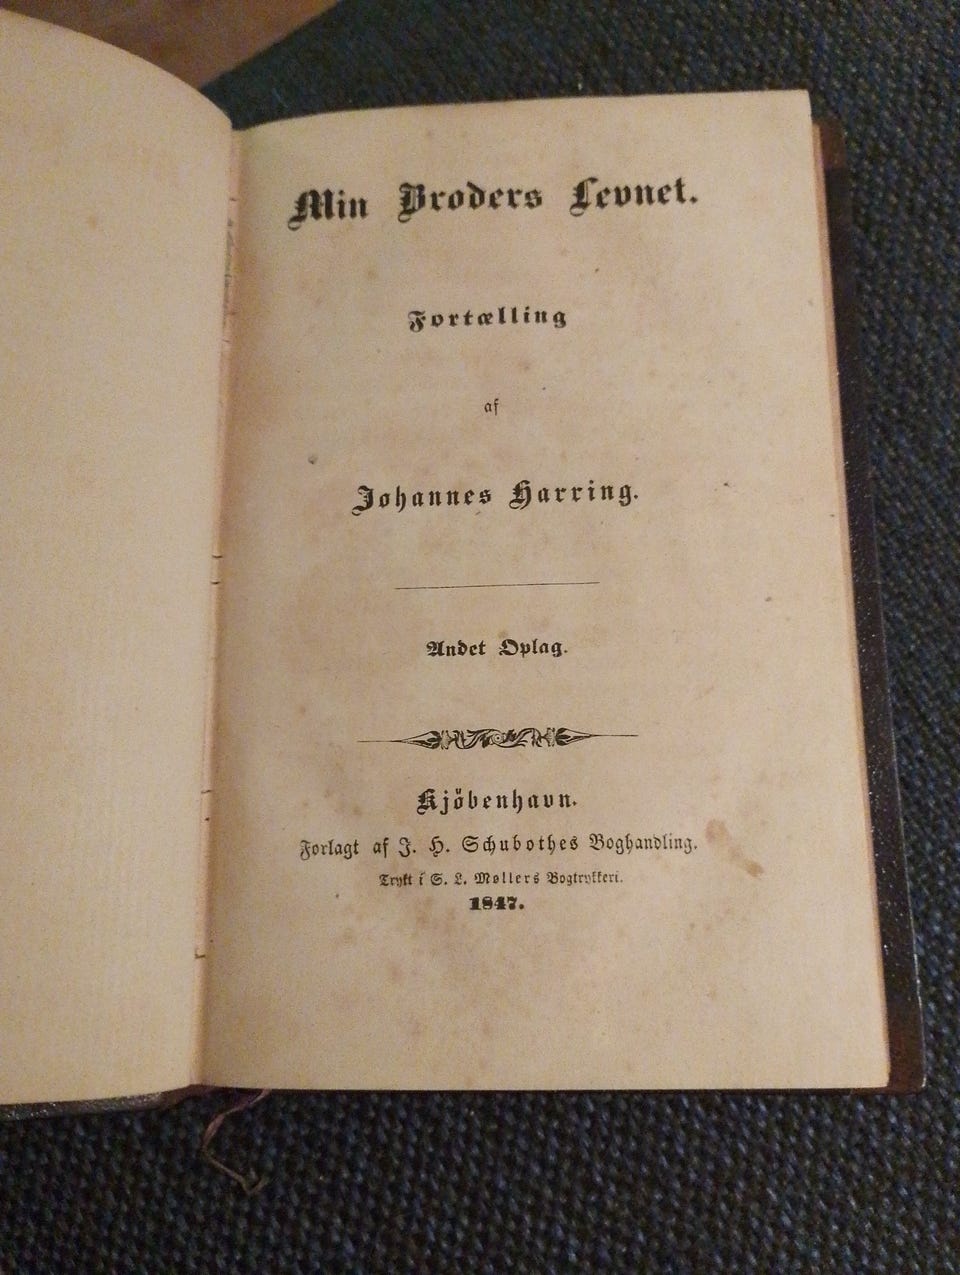 Min Broders Levnet.
Fortælling
af
Johannes Harring.
Andet Oplag.
Kjöbenhavn.
Forlagt af J. H. Schubothes Boghandling.
Trykt i S. L. Møllers Bogtrykkeri.
1847.